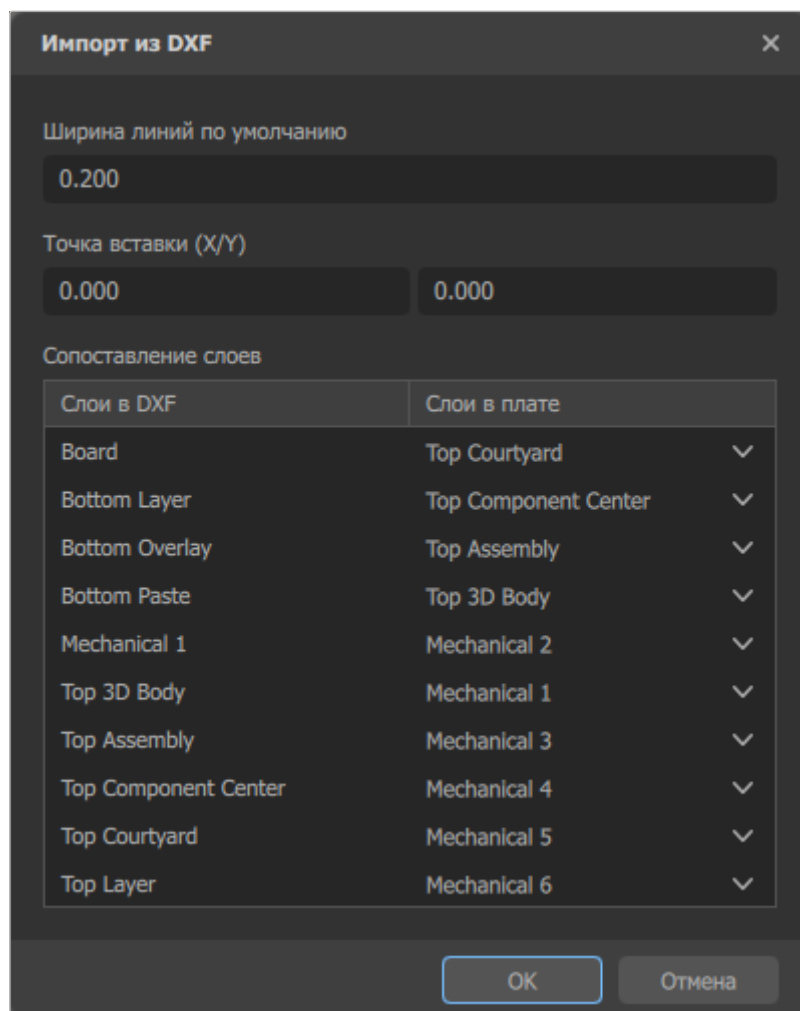 Импорт из DXF
Ширина линий по умолчанию
0.200
Точка вставки (X/Y)
0.000 0.000
Сопоставление слоев
Слои в DXF Слои в плате
Board Top Courtyard
Bottom Layer Top Component Center
Bottom Overlay Top Assembly
Bottom Paste Top 3D Body
Mechanical 1 Mechanical 2
Top 3D Body Mechanical 1
Top Assembly Mechanical 3
Top Component Center Mechanical 4
Top Courtyard Mechanical 5
Top Layer Mechanical 6
OK Отмена